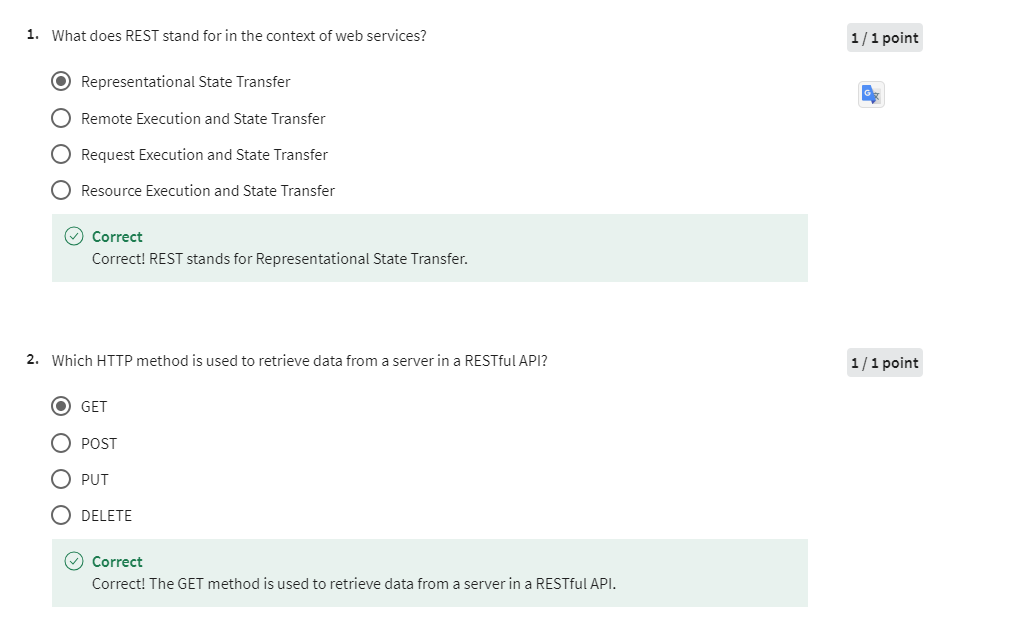 1. What does REST stand for in the context of web services?
1 / 1 point
Representational State Transfer
Remote Execution and State Transfer
Request Execution and State Transfer
Resource Execution and State Transfer
Correct
Correct! REST stands for Representational State Transfer.
2. Which HTTP method is used to retrieve data from a server in a RESTful API?
1 / 1 point
GET
POST
PUT
DELETE
Correct
Correct! The GET method is used to retrieve data from a server in a RESTful API.